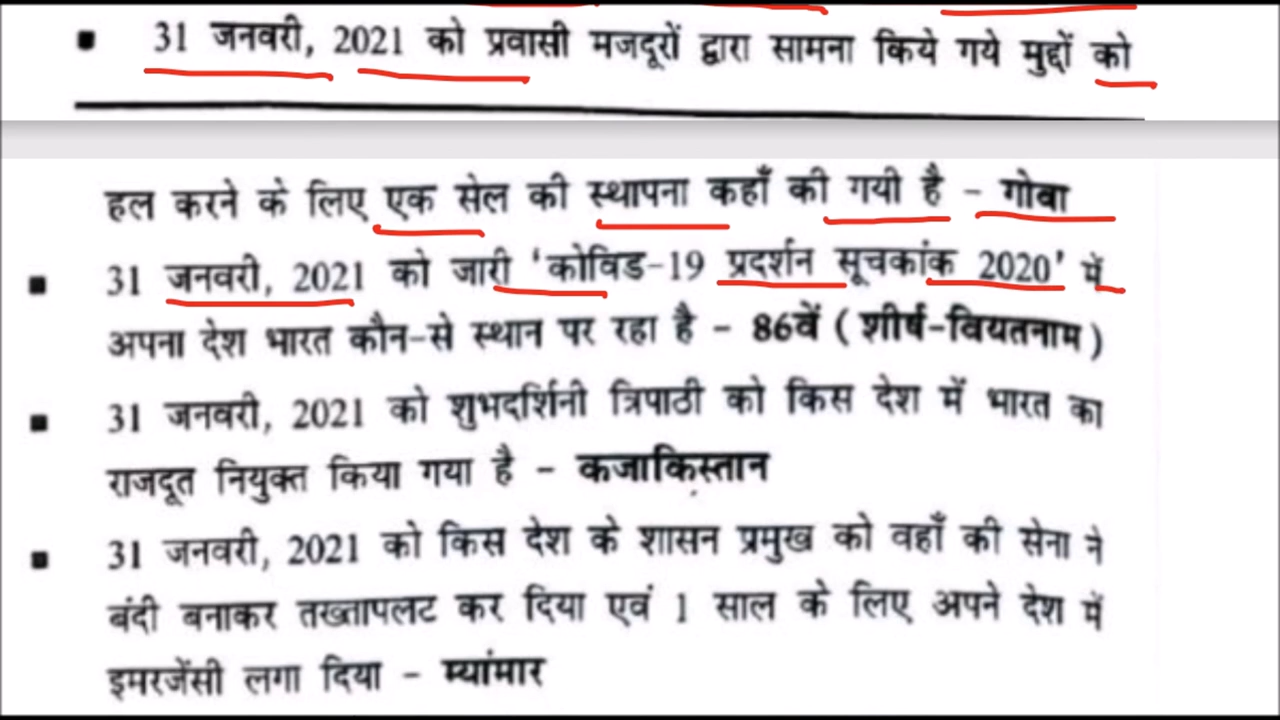 31 जनवरी, 2021 को प्रवासी मजदूरों द्वारा सामना किये गये मुद्दों को
हल करने के लिए एक सेल की स्थापना कहाँ की गयी है – गोवा
31 जनवरी, 2021 को जारी 'कोविड-19 प्रदर्शन सूचकांक 2020' में
अपना देश भारत कौन-से स्थान पर रहा है – 86वें (शीर्ष-वियतनाम)
31 जनवरी, 2021 को शुभदर्शिनी त्रिपाठी को किस देश में भारत का
राजदूत नियुक्त किया गया है – कजाकिस्तान
31 जनवरी, 2021 को किस देश के शासन प्रमुख को वहाँ की सेना ने
बंदी बनाकर तख्तापलट कर दिया एवं 1 साल के लिए अपने देश में
इमरजेंसी लगा दिया – म्यांमार